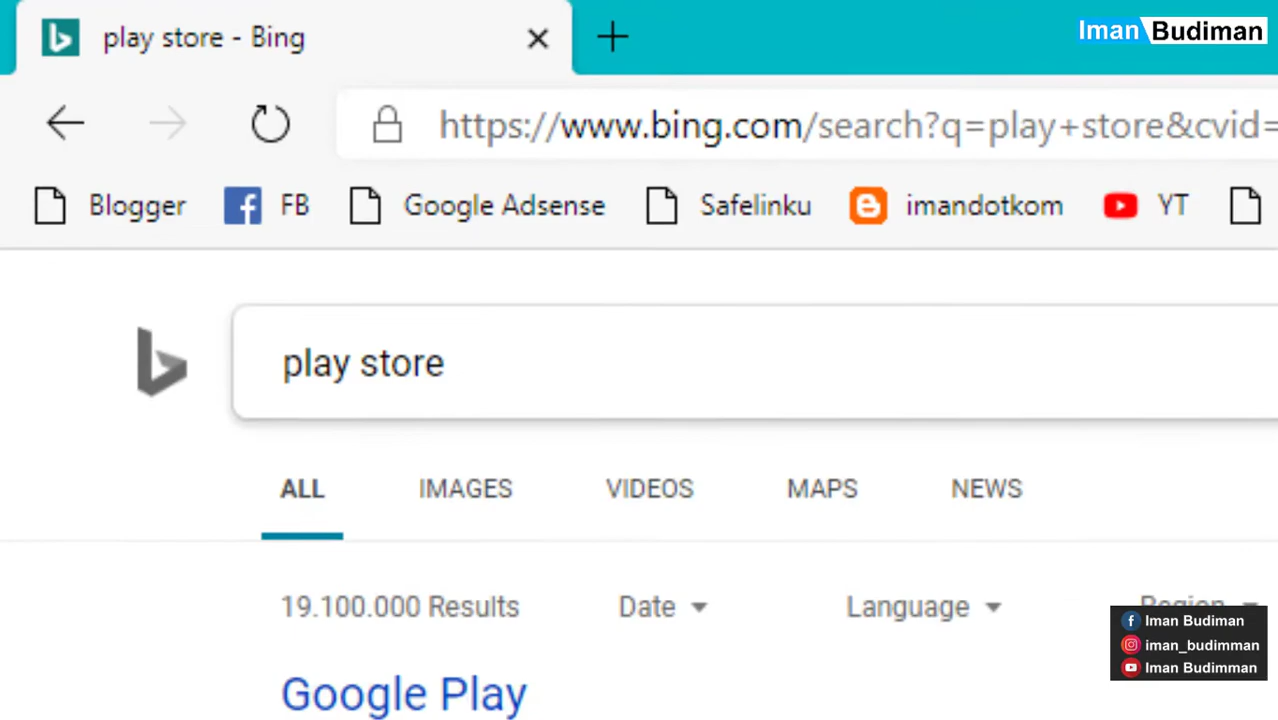 play store - Bing
Iman Budiman
https://www.bing.com/search?q=play+store&cvid=
Blogger FB Google Adsense Safelinku imandotkom YT
play store
ALL IMAGES VIDEOS MAPS NEWS
19.100.000 Results Date Language Region
Google Play
Iman Budiman
iman_budimman
Iman Budimman